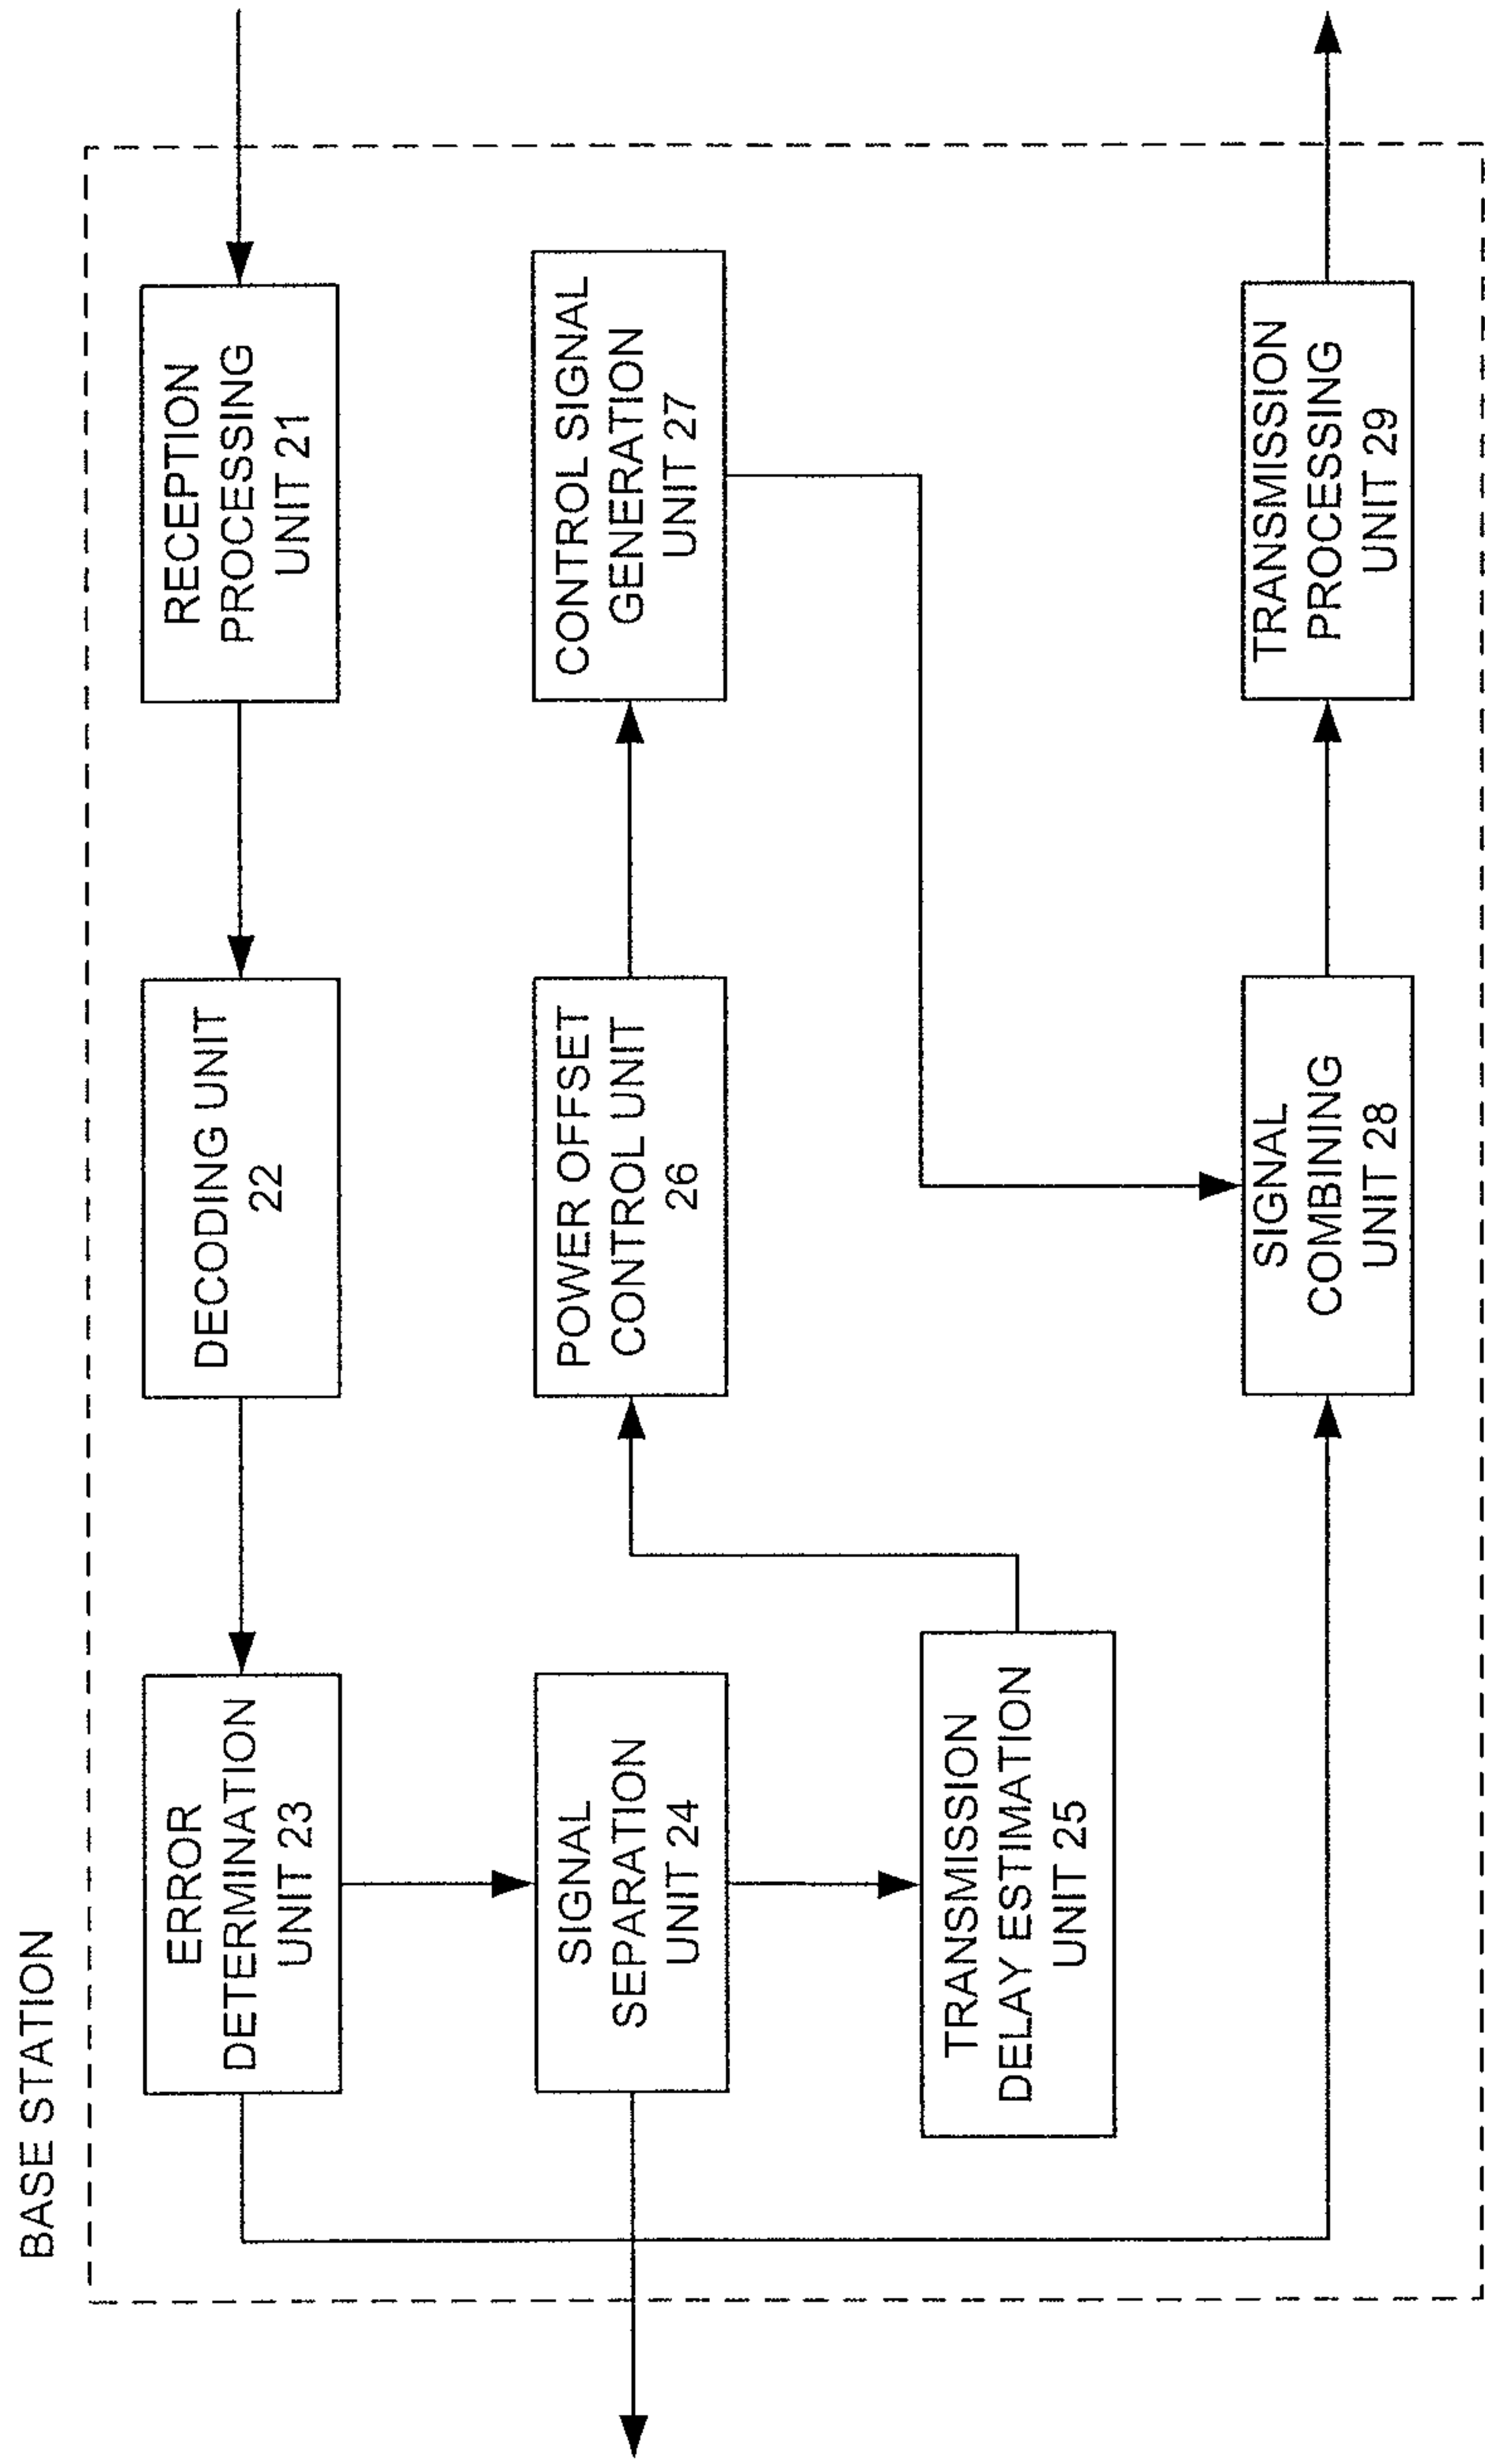 BASE STATION
RECEPTION
PROCESSING
UNIT 21
DECODING UNIT
22
ERROR
DETERMINATION
UNIT 23
SIGNAL
SEPARATION
UNIT 24
TRANSMISSION
DELAY ESTIMATION
UNIT 25
POWER OFFSET
CONTROL UNIT
26
CONTROL SIGNAL
GENERATION
UNIT 27
SIGNAL
COMBINING
UNIT 28
TRANSMISSION
PROCESSING
UNIT 29